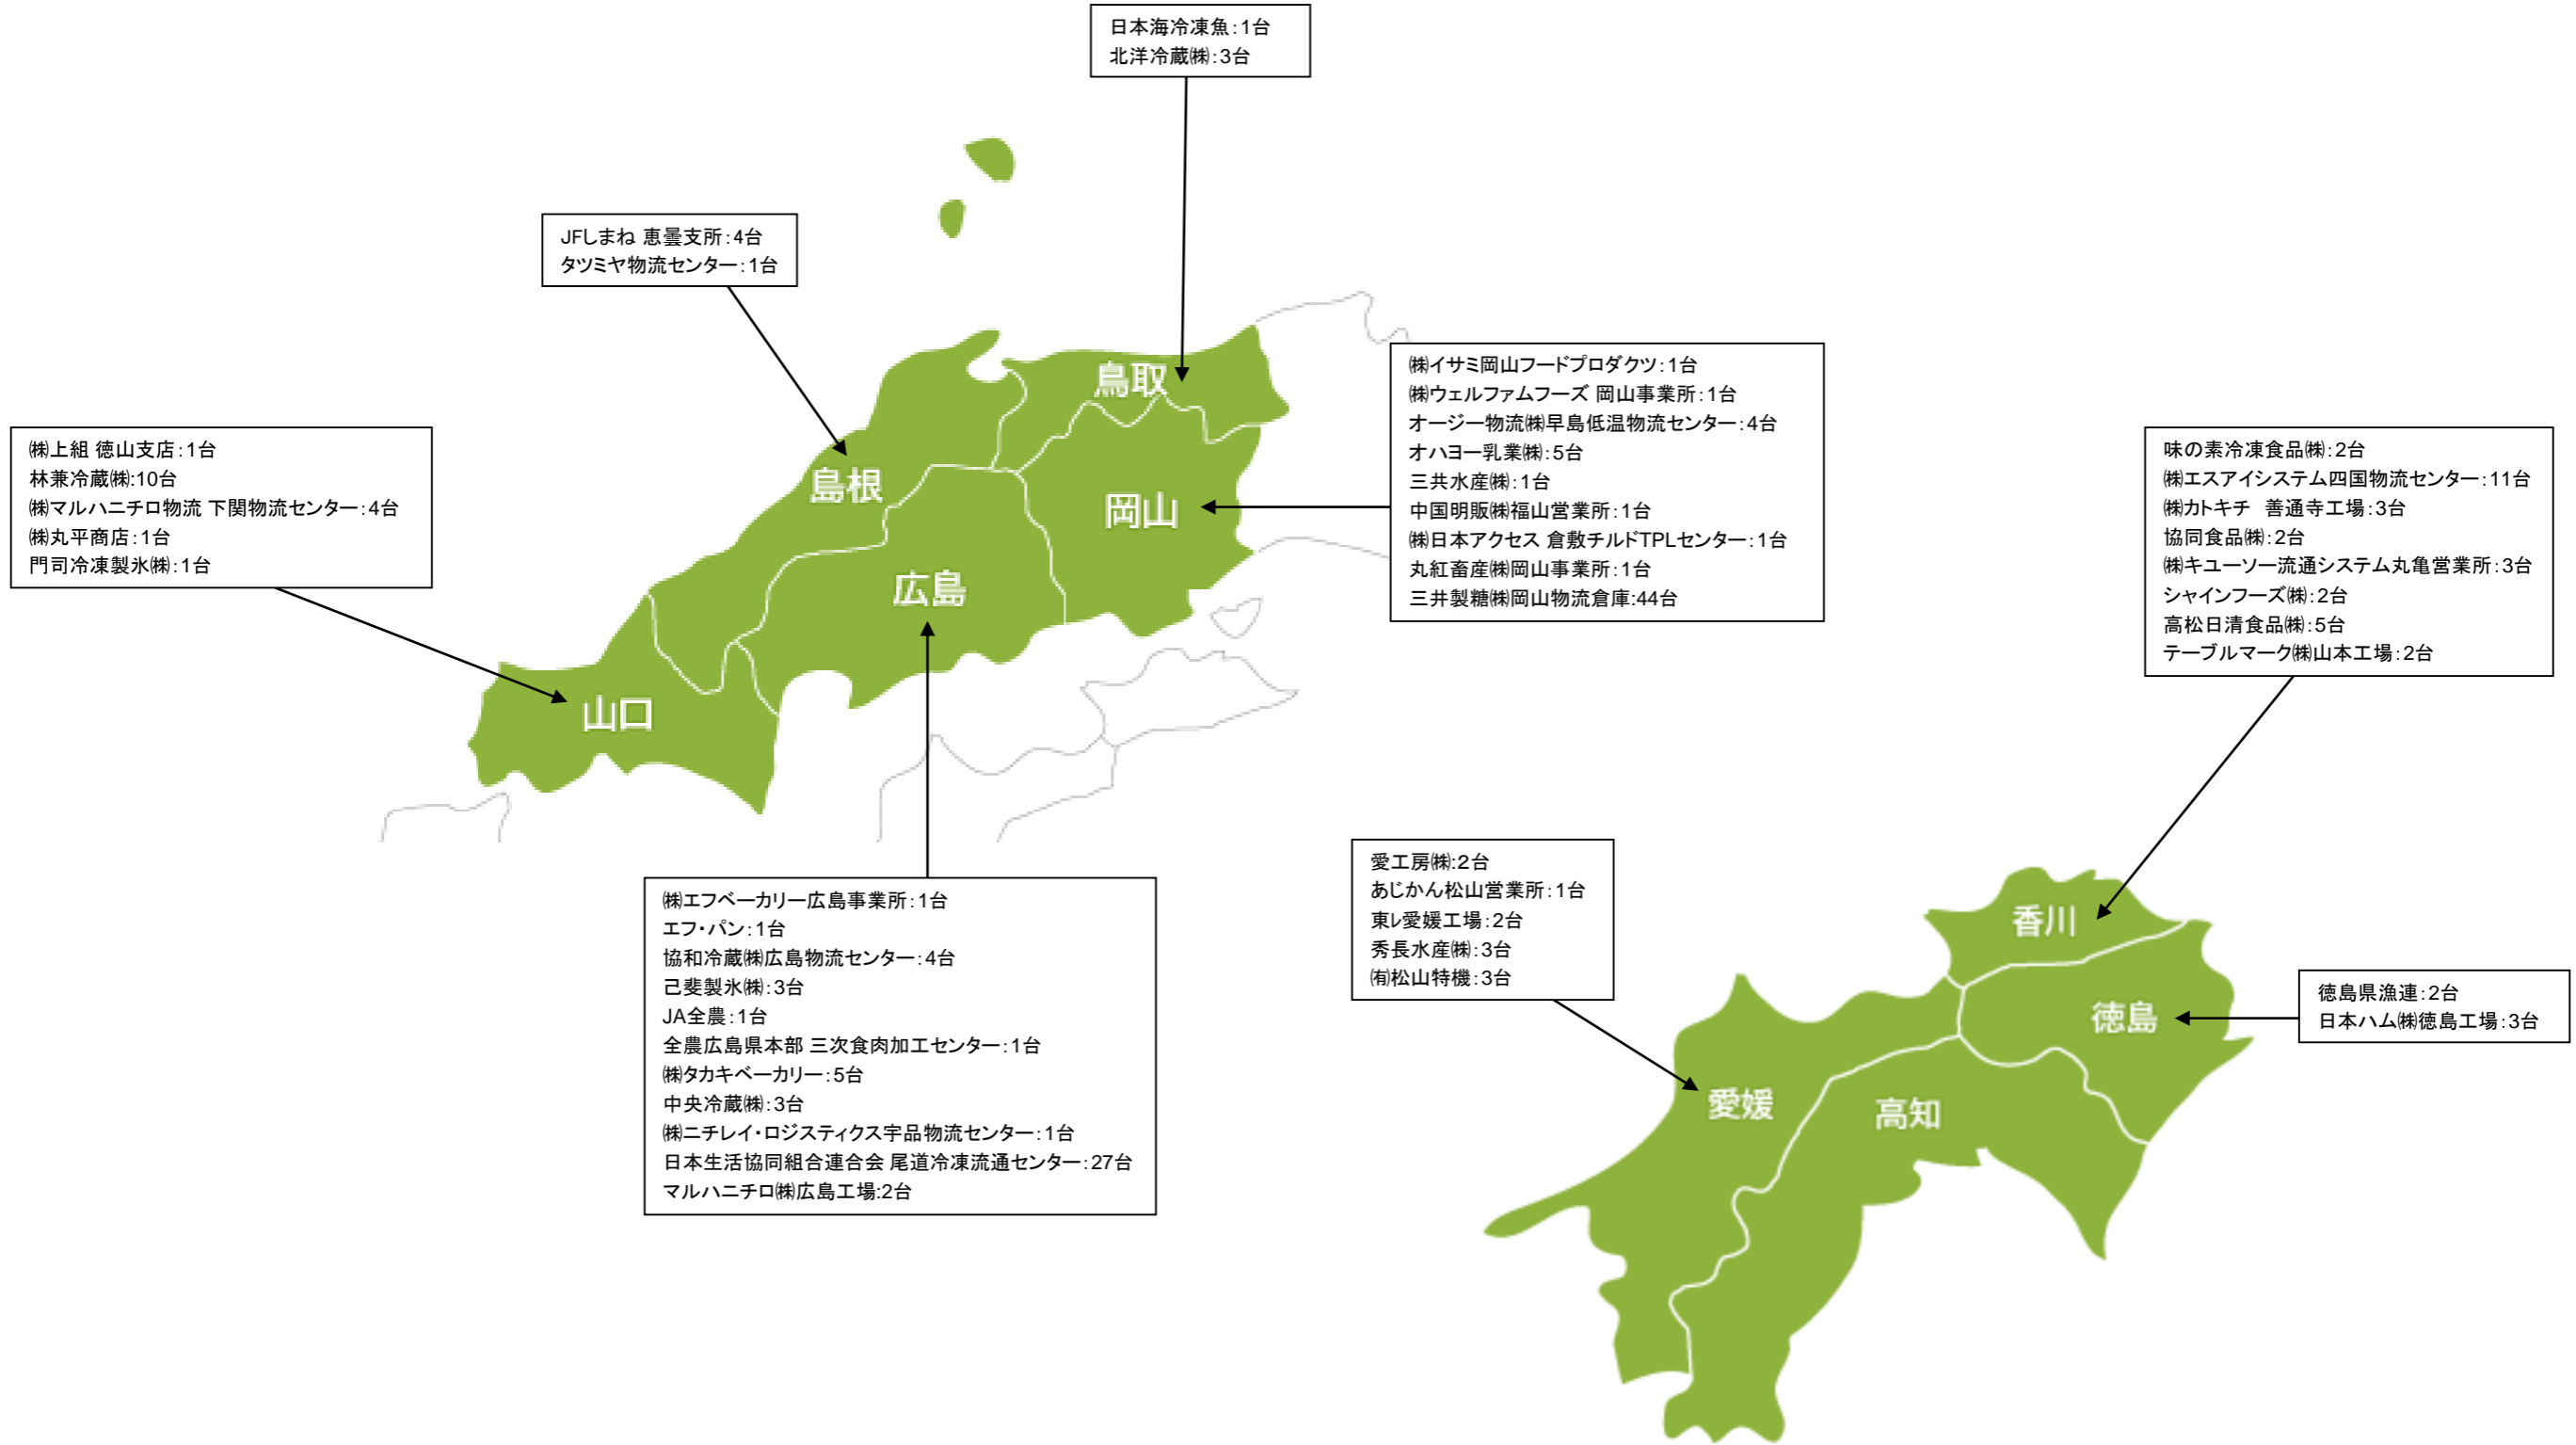 日本海冷凍魚:1台
北洋冷蔵㈱:3台
JFしまね 恵曇支所:4台
タツミヤ物流センター:1台
鳥取
㈱イサミ岡山フードプロダクツ:1台
㈱ウェルファムフーズ 岡山事業所:1台
オージー物流㈱早島低温物流センター:4台
オハヨー乳業㈱:5台
三共水産㈱:1台
中国明販㈱福山営業所:1台
㈱日本アクセス 倉敷チルドTPLセンター:1台
丸紅畜産㈱岡山事業所:1台
三井製糖㈱岡山物流倉庫:44台
㈱上組 徳山支店:1台
林兼冷蔵㈱:10台
㈱マルハニチロ物流 下関物流センター:4台
㈱丸平商店:1台
門司冷凍製氷㈱:1台
島根
岡山
広島
山口
味の素冷凍食品㈱:2台
㈱エスアイシステム四国物流センター:11台
㈱カトキチ 善通寺工場:3台
協同食品㈱:2台
㈱キユーソー流通システム丸亀営業所:3台
シャインフーズ㈱:2台
高松日清食品㈱:5台
テーブルマーク㈱山本工場:2台
㈱エフベーカリー広島事業所:1台
エフ・パン:1台
協和冷蔵㈱広島物流センター:4台
己斐製氷㈱:3台
JA全農:1台
全農広島県本部 三次食肉加工センター:1台
㈱タカキベーカリー:5台
中央冷蔵㈱:3台
㈱ニチレイ・ロジスティクス宇品物流センター:1台
日本生活協同組合連合会 尾道冷凍流通センター:27台
マルハニチロ㈱広島工場:2台
愛工房㈱:2台
あじかん松山営業所:1台
東レ愛媛工場:2台
秀長水産㈱:3台
㈲松山特機:3台
香川
徳島県漁連:2台
日本ハム㈱徳島工場:3台
徳島
愛媛
高知